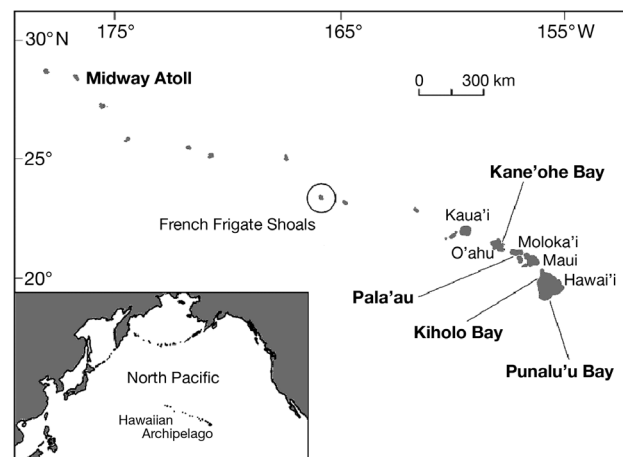 175°
165°
155°W
30°N
Midway Atoll
0 300 km
25°
Kane'ohe Bay
French Frigate Shoals
Kaua'i
O'ahu
Moloka'i
Maui
Hawai'i
20°
Pala'au
Kiholo Bay
Punalu'u Bay
North Pacific
Hawaiian
Archipelago